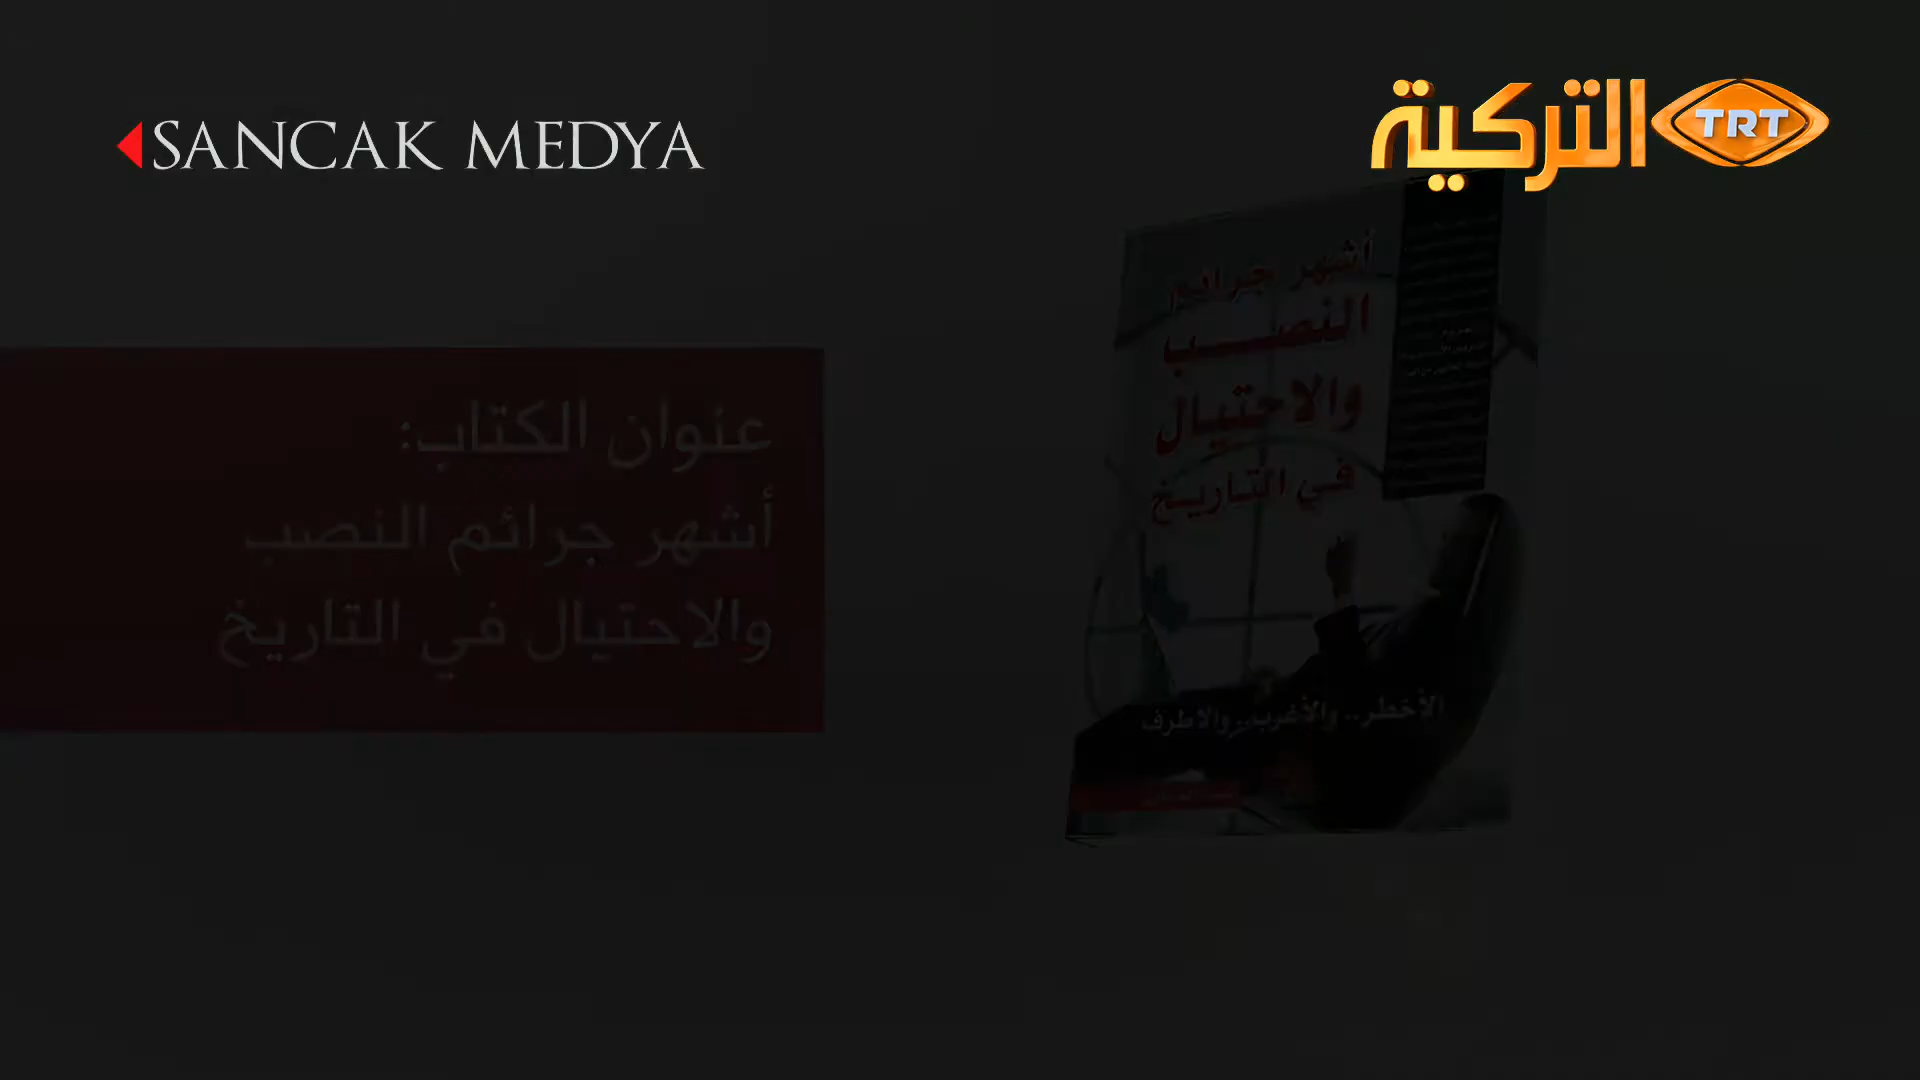 SANCAK MEDYA
التركية TRT
عنوان الكتاب:
أشهر جرائم النصب
والاحتيال في التاريخ
أشهر جرائم
النصب
والاحتيال
في التاريخ
الأخطر.. والأغرب.. والأطرف